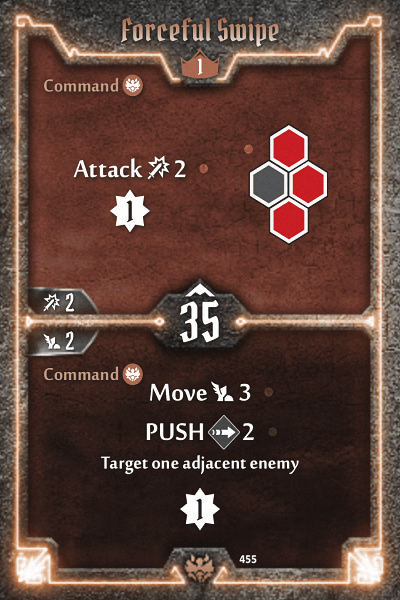 Forceful Swipe
1
Command
Attack 2
1
2
35
2
Command
Move 3
PUSH 2
Target one adjacent enemy
1
455